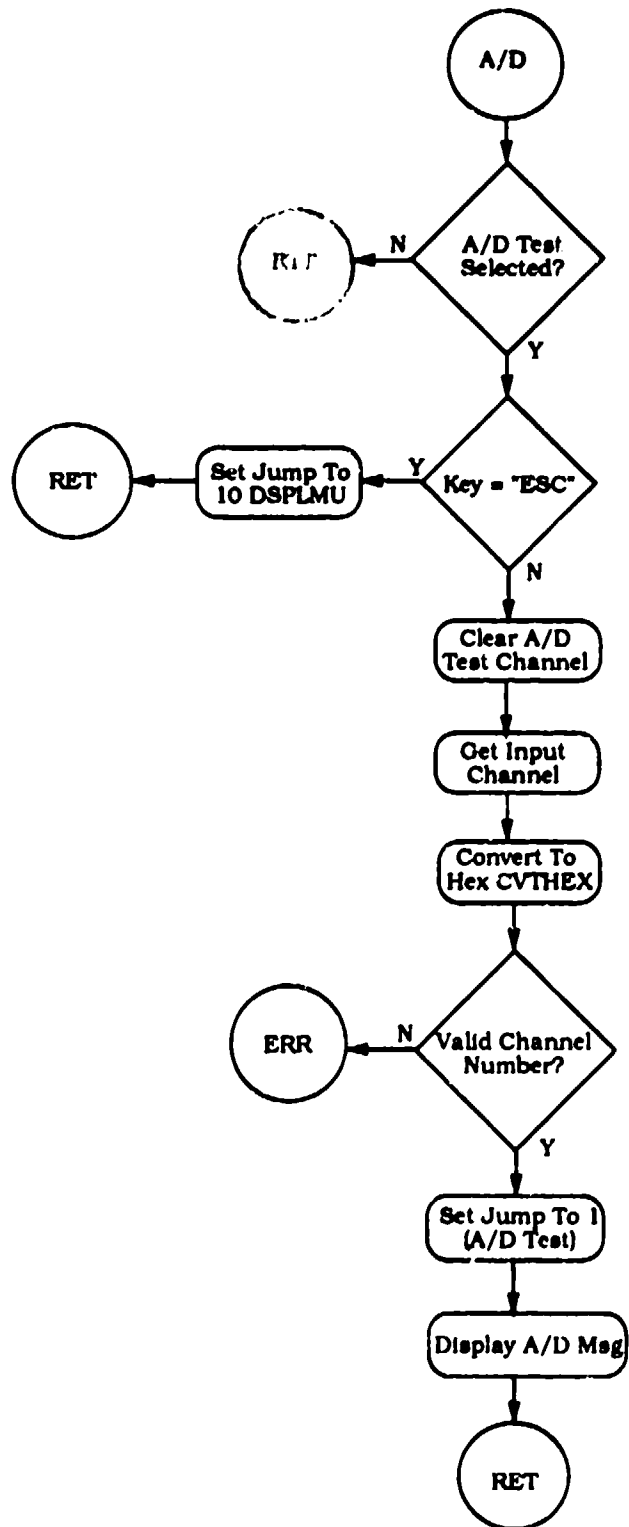 A/D
A/D Test
Selected?
N
Y
Key = "ESC"
Y
Set Jump To
10 DSPLMU
RET
N
Clear A/D
Test Channel
Get Input
Channel
Convert To
Hex CVTHEX
Valid Channel
Number?
N
ERR
Y
Set Jump To 1
(A/D Test)
Display A/D Msg
RET